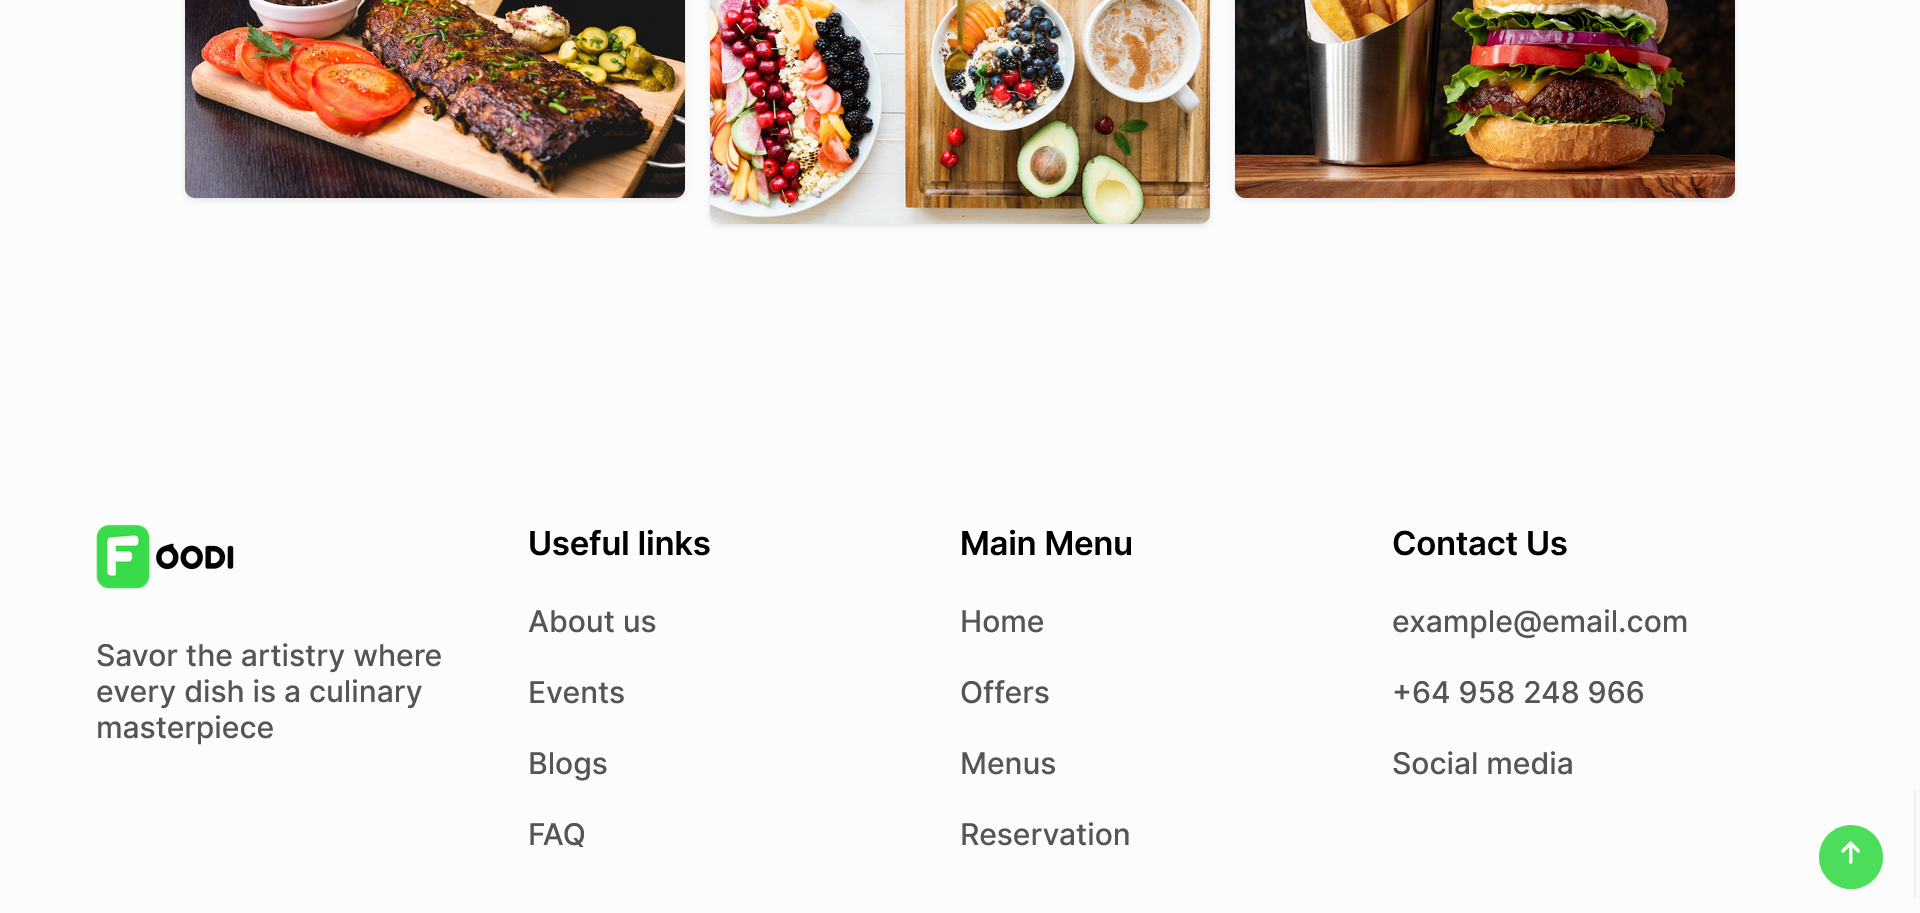 FOODI
Savor the artistry where
every dish is a culinary
masterpiece
Useful links
About us
Events
Blogs
FAQ
Main Menu
Home
Offers
Menus
Reservation
Contact Us
example@email.com
+64 958 248 966
Social media